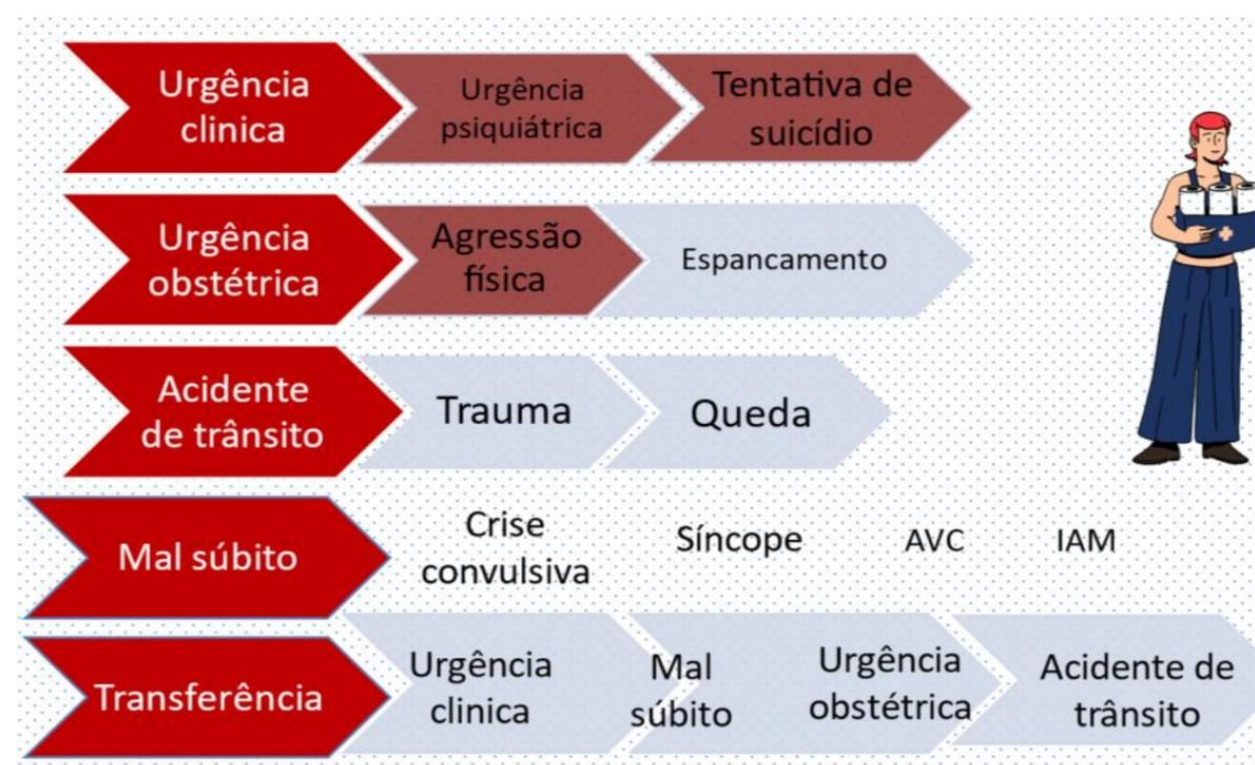 Urgência
clinica
Urgência
psiquiátrica
Tentativa de
suicídio
Urgência
obstétrica
Agressão
física
Espancamento
Acidente
de trânsito
Trauma
Queda
Mal súbito
Crise
convulsiva
Síncope
AVC
IAM
Transferência
Urgência
clinica
Mal
súbito
Urgência
obstétrica
Acidente de
trânsito